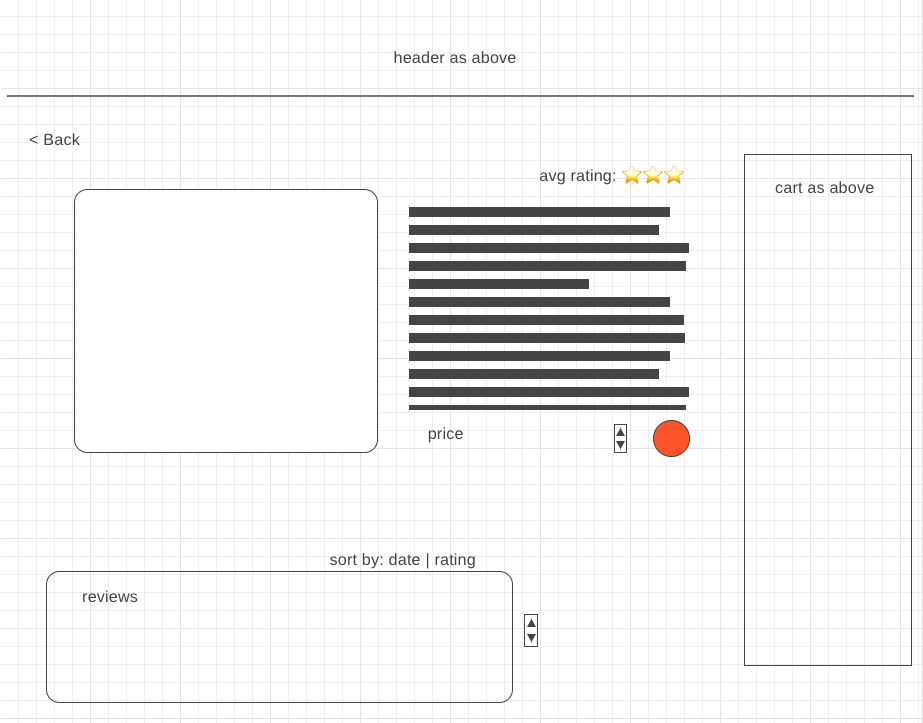 header as above
< Back
avg rating:
cart as above
price
sort by: date | rating
reviews